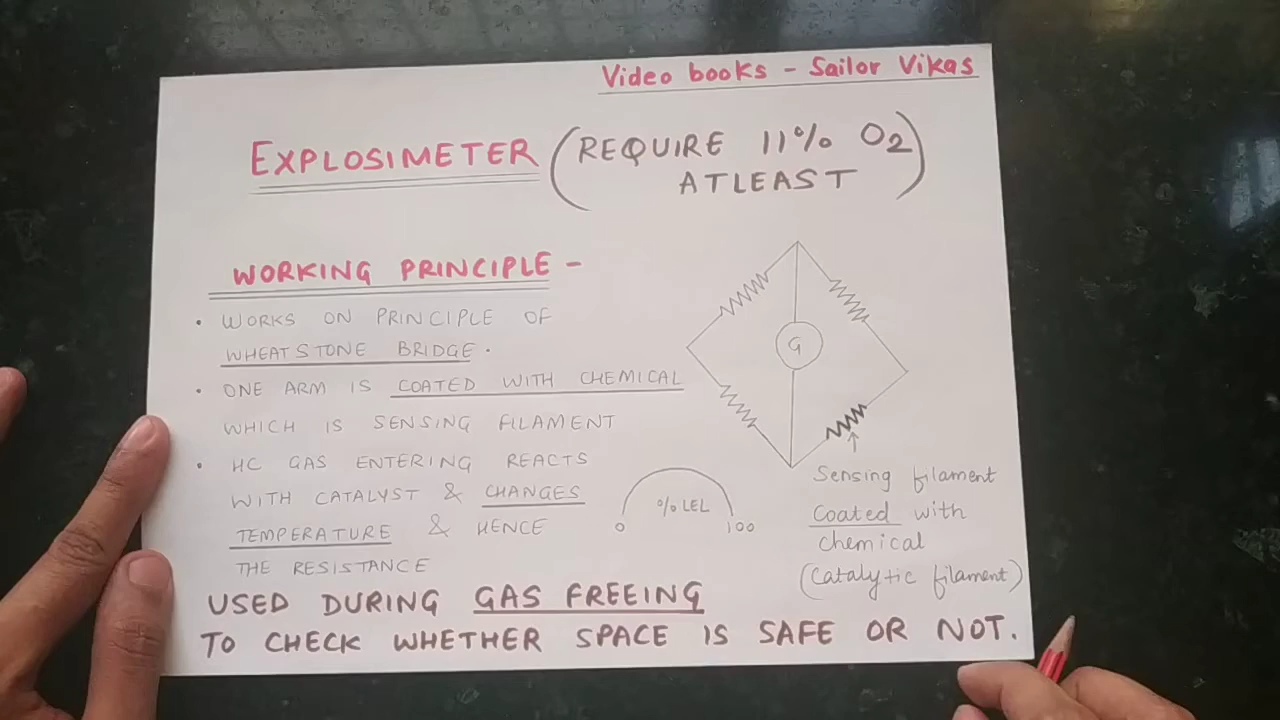 Video books - Sailor Vikas
EXPLOSIMETER (REQUIRE 11% O2
ATLEAST)
WORKING PRINCIPLE -
• WORKS ON PRINCIPLE OF
WHEATSTONE BRIDGE.
• ONE ARM IS COATED WITH CHEMICAL
WHICH IS SENSING FILAMENT
• HC GAS ENTERING REACTS
WITH CATALYST & CHANGES
TEMPERATURE & HENCE
THE RESISTANCE
G
% LEL
0 100
Sensing filament
Coated with
chemical
(Catalytic filament)
USED DURING GAS FREEING
TO CHECK WHETHER SPACE IS SAFE OR NOT.